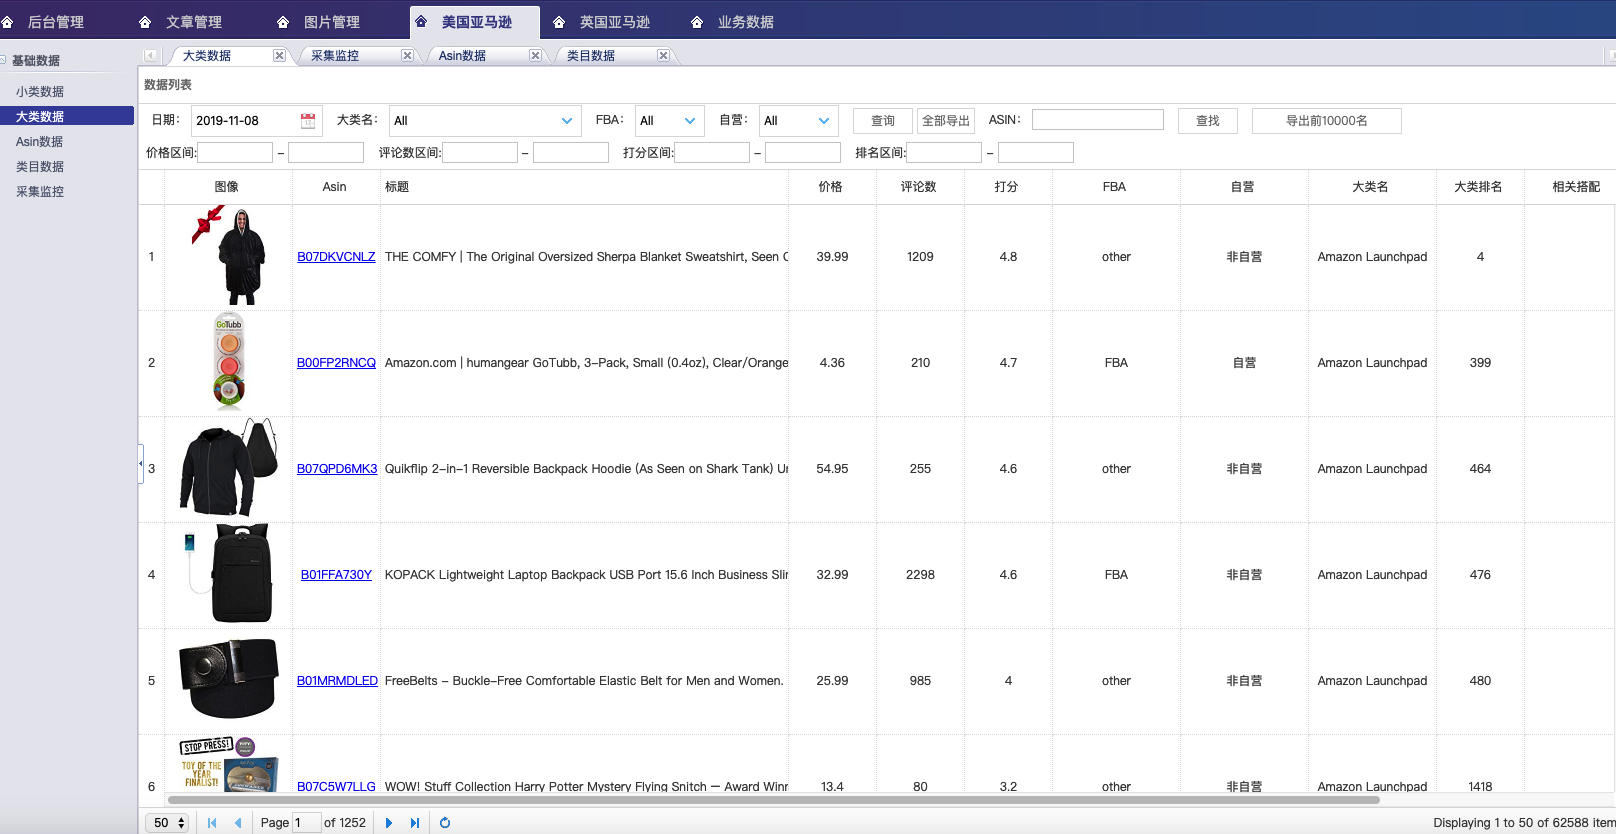 后台管理 文章管理 图片管理 美国亚马逊 英国亚马逊 业务数据
基础数据
小类数据
大类数据
Asin数据
类目数据
采集监控
大类数据 采集监控 Asin数据 类目数据
数据列表
日期： 2019-11-08 大类名： All FBA： All 自营： All 查询 全部导出 ASIN： 查找 导出前10000名
价格区间: – 评论数区间: – 打分区间: – 排名区间: –
图像 Asin 标题 价格 评论数 打分 FBA 自营 大类名 大类排名 相关搭配
1 B07DKVCNLZ THE COMFY | The Original Oversized Sherpa Blanket Sweatshirt, Seen 39.99 1209 4.8 other 非自营 Amazon Launchpad 4
GoTubb
2 B00FP2RNCQ Amazon.com | humangear GoTubb, 3-Pack, Small (0.4oz), Clear/Orange 4.36 210 4.7 FBA 自营 Amazon Launchpad 399
3 B07QPD6MK3 Quikflip 2-in-1 Reversible Backpack Hoodie (As Seen on Shark Tank) 54.95 255 4.6 other 非自营 Amazon Launchpad 464
4 B01FFA730Y KOPACK Lightweight Laptop Backpack USB Port 15.6 Inch Business 32.99 2298 4.6 FBA 非自营 Amazon Launchpad 476
5 B01MRMDLED FreeBelts - Buckle-Free Comfortable Elastic Belt for Men and Women. 25.99 985 4 other 非自营 Amazon Launchpad 480
STOP PRESS!
TOY OF THE
YEAR
FINALIST!
6 B07C5W7LLG WOW! Stuff Collection Harry Potter Mystery Flying Snitch — Award 13.4 80 3.2 other 非自营 Amazon Launchpad 1418
50 Page 1 of 1252 Displaying 1 to 50 of 62588